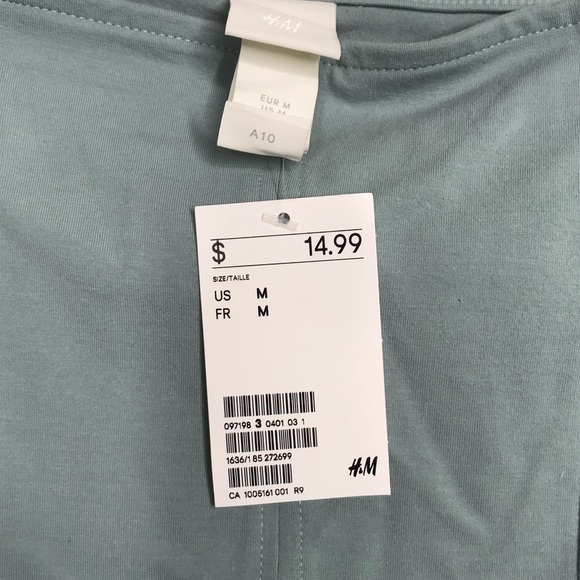 H&M
EUR M
US M
A10
$ 14.99
SIZE/TAILLE
US M
FR M
097198 3 0401 03 1
1636/1 85 272699
CA 1005161 001 R9
H&M